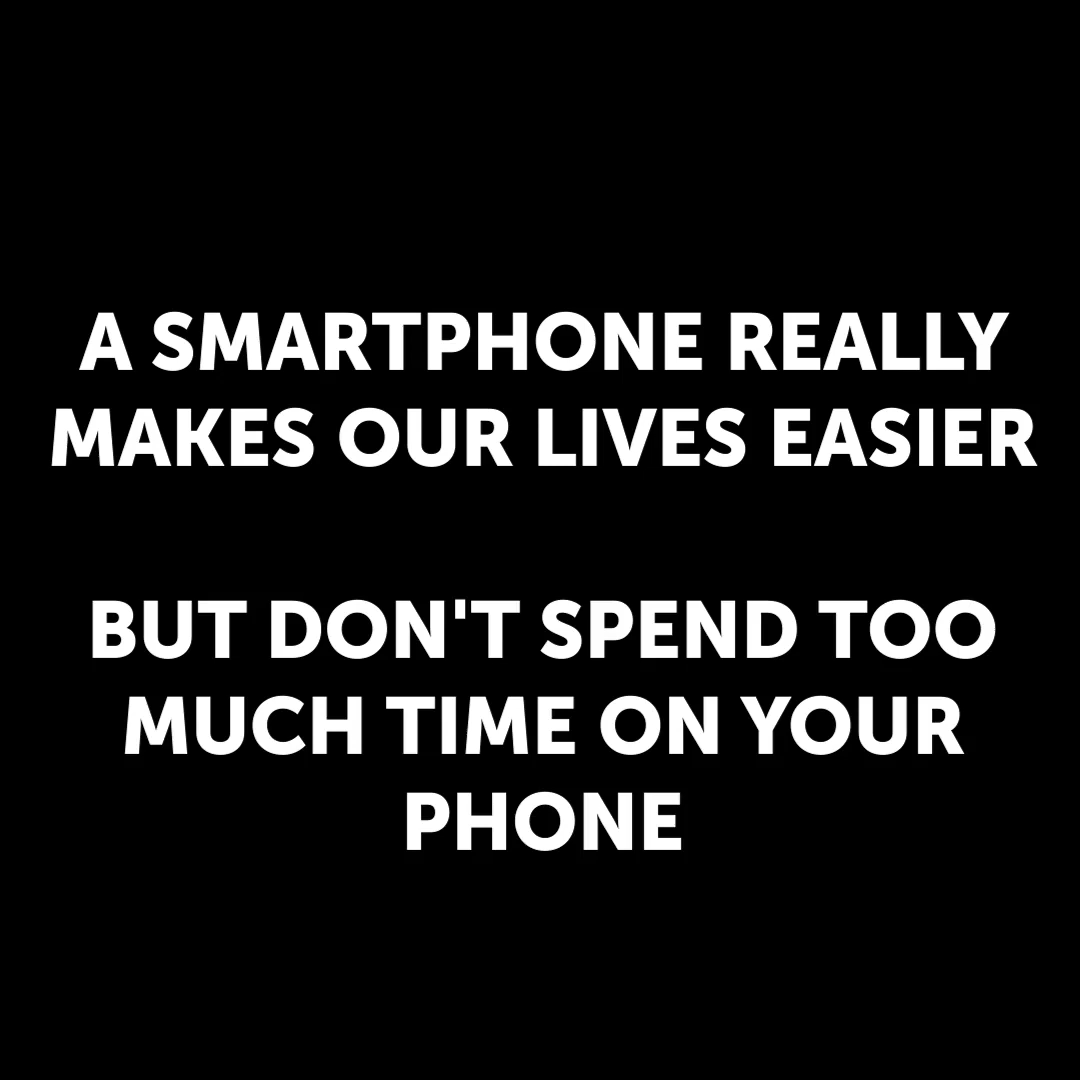 A SMARTPHONE REALLY
MAKES OUR LIVES EASIER
BUT DON'T SPEND TOO
MUCH TIME ON YOUR
PHONE